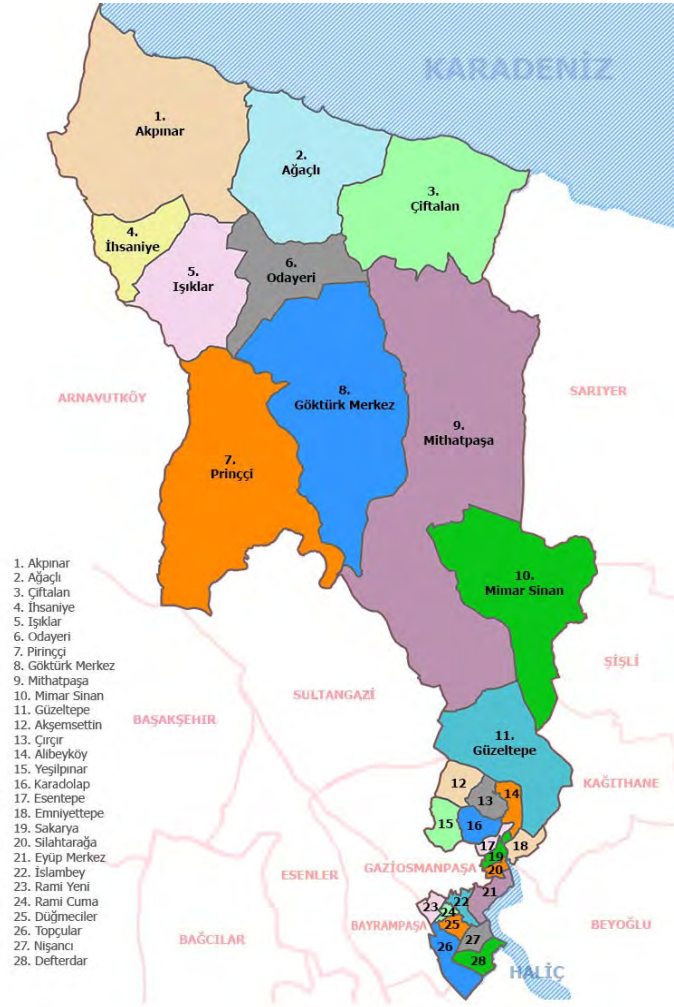 KARADENİZ
1.
Akpınar
2.
Ağaçlı
3.
Çiftalan
4.
İhsaniye
5.
Işıklar
6.
Odayeri
ARNAVUTKÖY
8.
Göktürk Merkez
SARIYER
9.
Mithatpaşa
7.
Prinççi
10.
Mimar Sinan
1. Akpınar
2. Ağaçlı
3. Çiftalan
4. İhsaniye
5. Işıklar
6. Odayeri
7. Pirinççi
8. Göktürk Merkez
9. Mithatpaşa
10. Mimar Sinan
11. Güzeltepe
12. Akşemsettin
13. Çırçır
14. Alibeyköy
15. Yeşilpınar
16. Karadolap
17. Esentepe
18. Emniyettepe
19. Sakarya
20. Silahtarağa
21. Eyüp Merkez
22. İslambey
23. Rami Yeni
24. Rami Cuma
25. Düğmeciler
26. Topçular
27. Nişancı
28. Defterdar
ŞİŞLİ
SULTANGAZİ
BAŞAKŞEHİR
11.
Güzeltepe
KAĞITHANE
12
13
14
15
16
17
18
19
GAZİOSMANPAŞA
20
ESENLER
21
22
23
24
BAYRAMPAŞA
25
BEYOĞLU
BAĞCILAR
26
27
28
HALİÇ